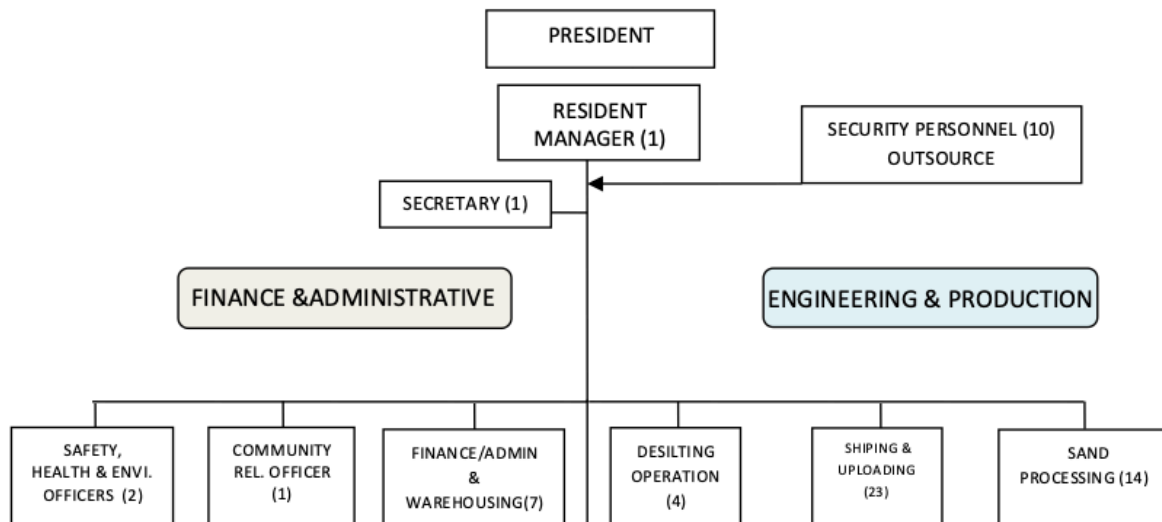 PRESIDENT
RESIDENT
MANAGER (1)
SECURITY PERSONNEL (10)
OUTSOURCE
SECRETARY (1)
FINANCE &ADMINISTRATIVE
ENGINEERING & PRODUCTION
SAFETY,
HEALTH & ENVI.
OFFICERS (2)
COMMUNITY
REL. OFFICER
(1)
FINANCE/ADMIN
&
WAREHOUSING(7)
DESILTING
OPERATION
(4)
SHIPING &
UPLOADING
(23)
SAND
PROCESSING (14)